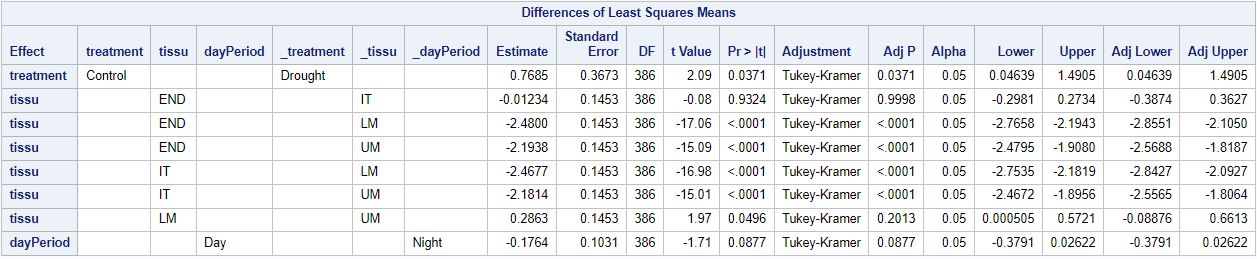 Differences of Least Squares Means
Effect treatment tissu dayPeriod _treatment _tissu _dayPeriod Estimate Standard Error DF t Value Pr > |t| Adjustment Adj P Alpha Lower Upper Adj Lower Adj Upper
treatment Control Drought 0.7685 0.3673 386 2.09 0.0371 Tukey-Kramer 0.0371 0.05 0.04639 1.4905 0.04639 1.4905
tissu END IT -0.01234 0.1453 386 -0.08 0.9324 Tukey-Kramer 0.9998 0.05 -0.2981 0.2734 -0.3874 0.3627
tissu END LM -2.4800 0.1453 386 -17.06 <.0001 Tukey-Kramer <.0001 0.05 -2.7658 -2.1943 -2.8551 -2.1050
tissu END UM -2.1938 0.1453 386 -15.09 <.0001 Tukey-Kramer <.0001 0.05 -2.4795 -1.9080 -2.5688 -1.8187
tissu IT LM -2.4677 0.1453 386 -16.98 <.0001 Tukey-Kramer <.0001 0.05 -2.7535 -2.1819 -2.8427 -2.0927
tissu IT UM -2.1814 0.1453 386 -15.01 <.0001 Tukey-Kramer <.0001 0.05 -2.4672 -1.8956 -2.5565 -1.8064
tissu LM UM 0.2863 0.1453 386 1.97 0.0496 Tukey-Kramer 0.2013 0.05 0.000505 0.5721 -0.08876 0.6613
dayPeriod Day Night -0.1764 0.1031 386 -1.71 0.0877 Tukey-Kramer 0.0877 0.05 -0.3791 0.02622 -0.3791 0.02622